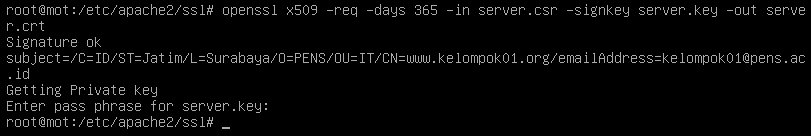 root@mot:/etc/apache2/ssl# openssl x509 -req -days 365 -in server.csr -signkey server.key -out serve
r.crt
Signature ok
subject=/C=ID/ST=Jatim/L=Surabaya/O=PENS/OU=IT/CN=www.kelompok01.org/emailAddress=kelompok01@pens.ac
.id
Getting Private key
Enter pass phrase for server.key:
root@mot:/etc/apache2/ssl# _